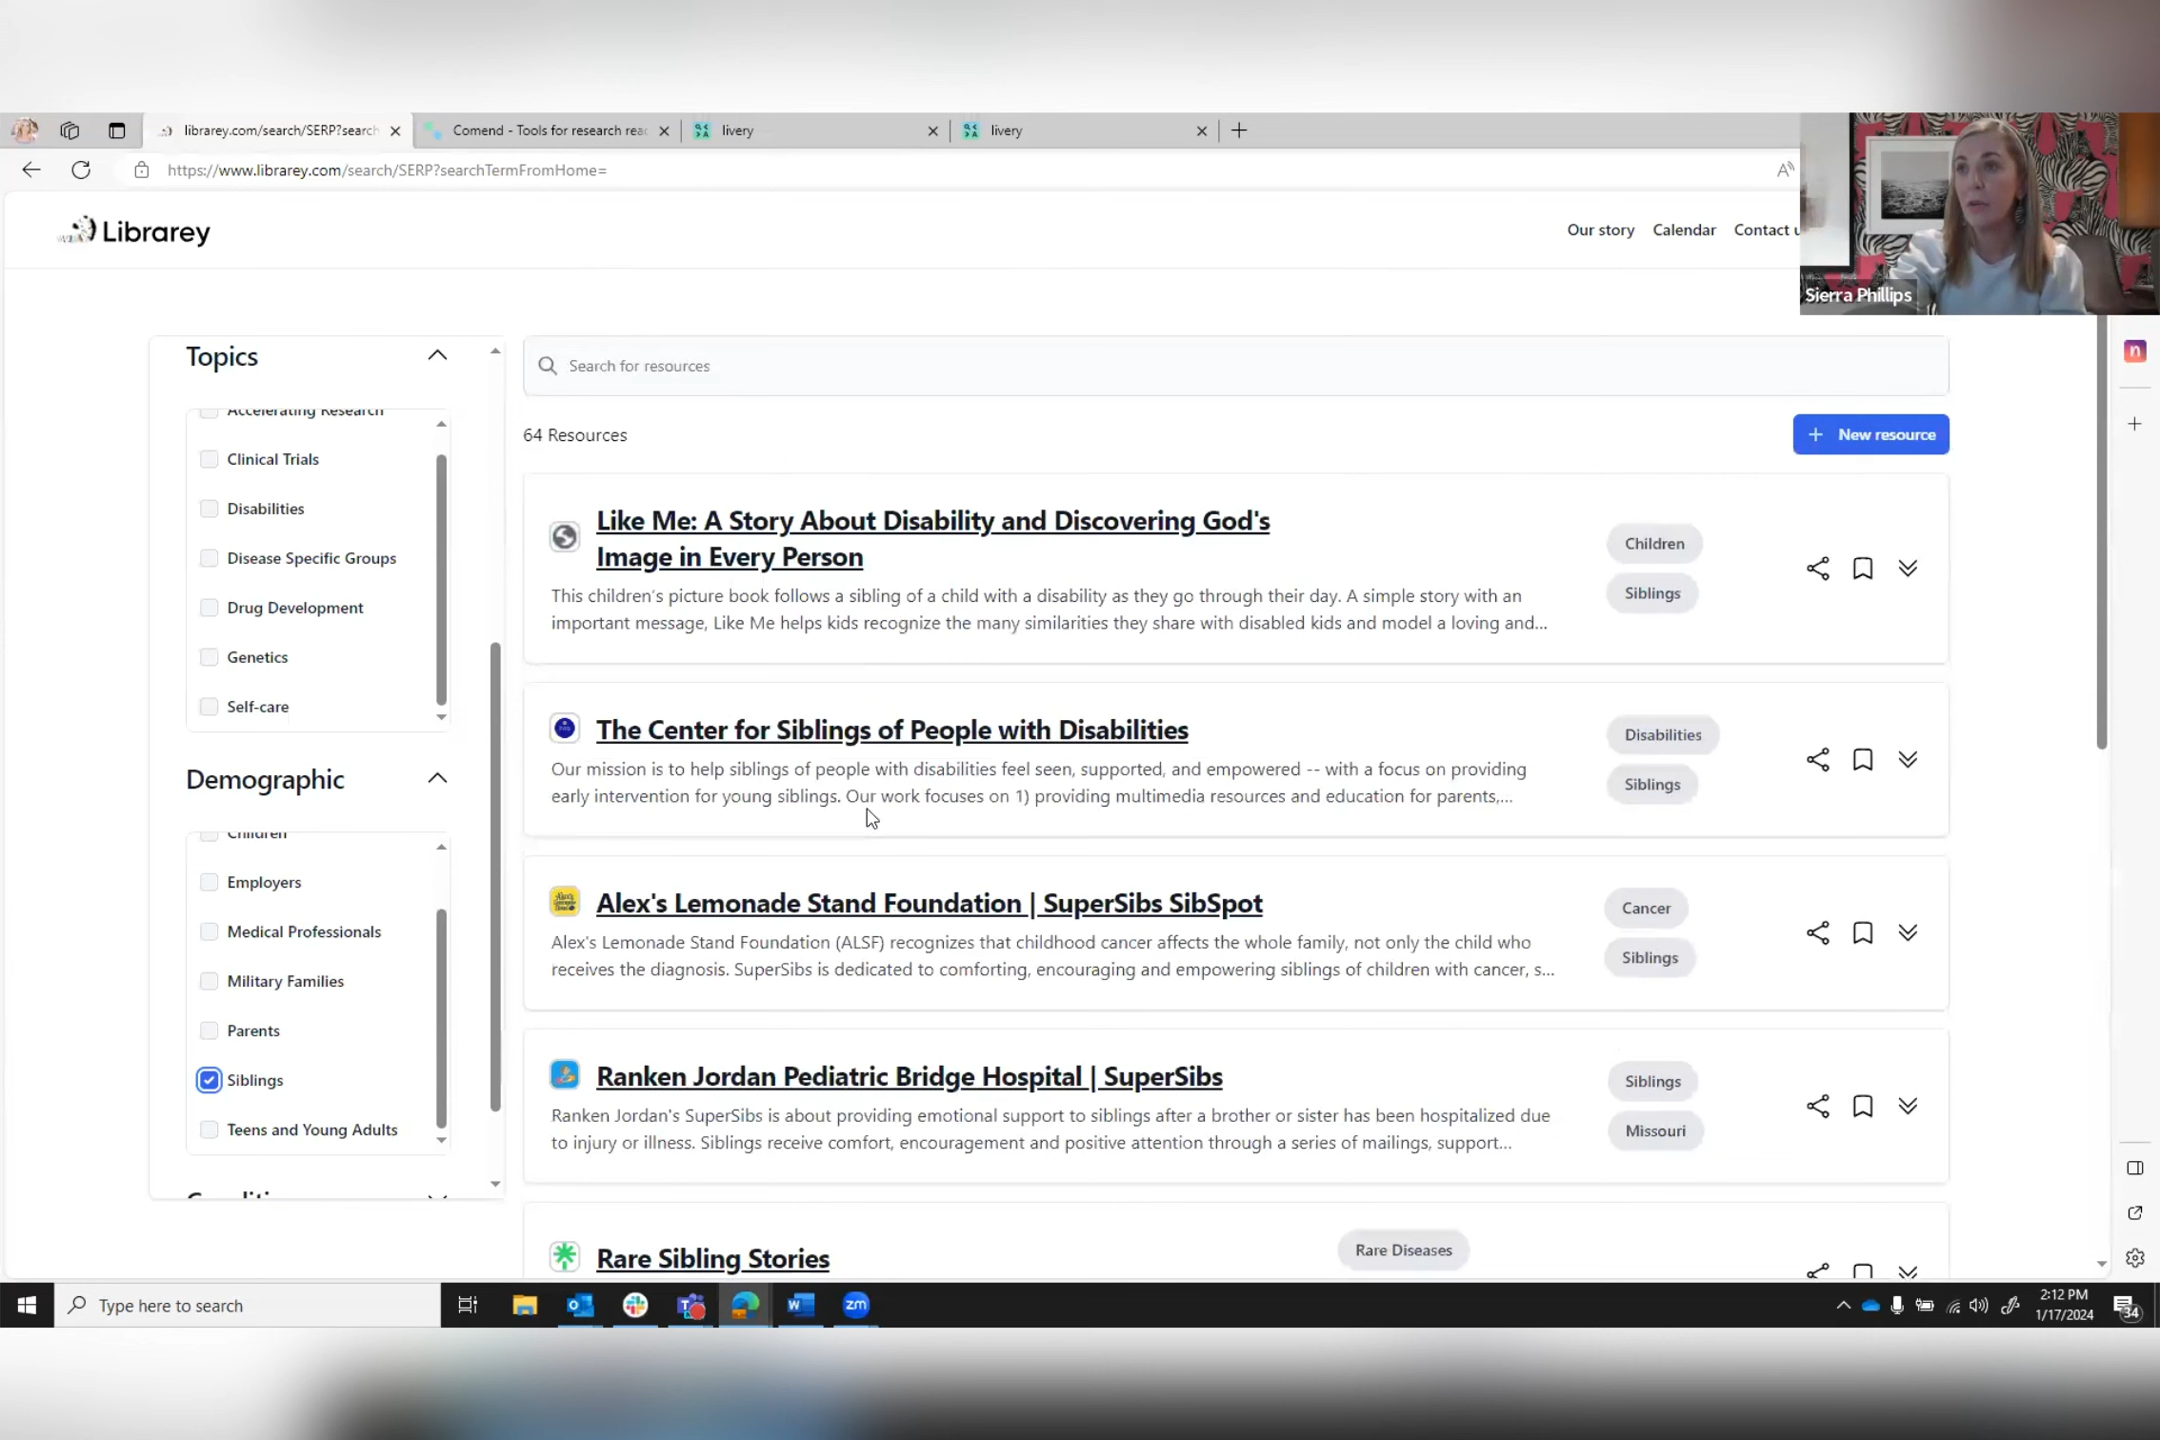 librarey.com/search/SERP?search
Comend - Tools for research rea
livery
livery
https://www.librarey.com/search/SERP?searchTermFromHome=
Librarey
Our story
Calendar
Contact u
Sierra Phillips
Topics
Accelerating Research
Clinical Trials
Disabilities
Disease Specific Groups
Drug Development
Genetics
Self-care
Demographic
Children
Employers
Medical Professionals
Military Families
Parents
Siblings
Teens and Young Adults
Search for resources
64 Resources
+ New resource
Like Me: A Story About Disability and Discovering God's
Image in Every Person
This children's picture book follows a sibling of a child with a disability as they go through their day. A simple story with an
important message, Like Me helps kids recognize the many similarities they share with disabled kids and model a loving and...
Children
Siblings
The Center for Siblings of People with Disabilities
Our mission is to help siblings of people with disabilities feel seen, supported, and empowered -- with a focus on providing
early intervention for young siblings. Our work focuses on 1) providing multimedia resources and education for parents,...
Disabilities
Siblings
Alex's Lemonade Stand Foundation | SuperSibs SibSpot
Alex's Lemonade Stand Foundation (ALSF) recognizes that childhood cancer affects the whole family, not only the child who
receives the diagnosis. SuperSibs is dedicated to comforting, encouraging and empowering siblings of children with cancer, s...
Cancer
Siblings
Ranken Jordan Pediatric Bridge Hospital | SuperSibs
Ranken Jordan's SuperSibs is about providing emotional support to siblings after a brother or sister has been hospitalized due
to injury or illness. Siblings receive comfort, encouragement and positive attention through a series of mailings, support...
Siblings
Missouri
Rare Sibling Stories
Rare Diseases
Type here to search
zm
2:12 PM
1/17/2024
34